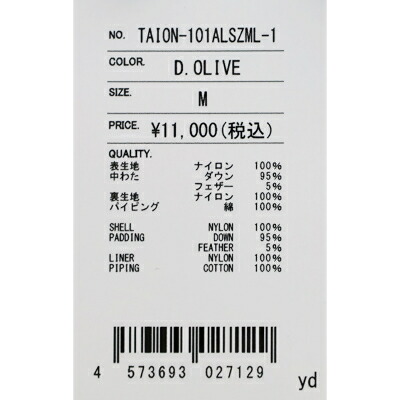 NO. TAION-101ALSZML-1
COLOR. D.OLIVE
SIZE. M
PRICE. ¥11,000(税込)
QUALITY.
表生地 ナイロン 100%
中わた ダウン 95%
フェザー 5%
裏生地 ナイロン 100%
パイピング 綿 100%
SHELL NYLON 100%
PADDING DOWN 95%
FEATHER 5%
LINER NYLON 100%
PIPING COTTON 100%
4 573693 027129
yd